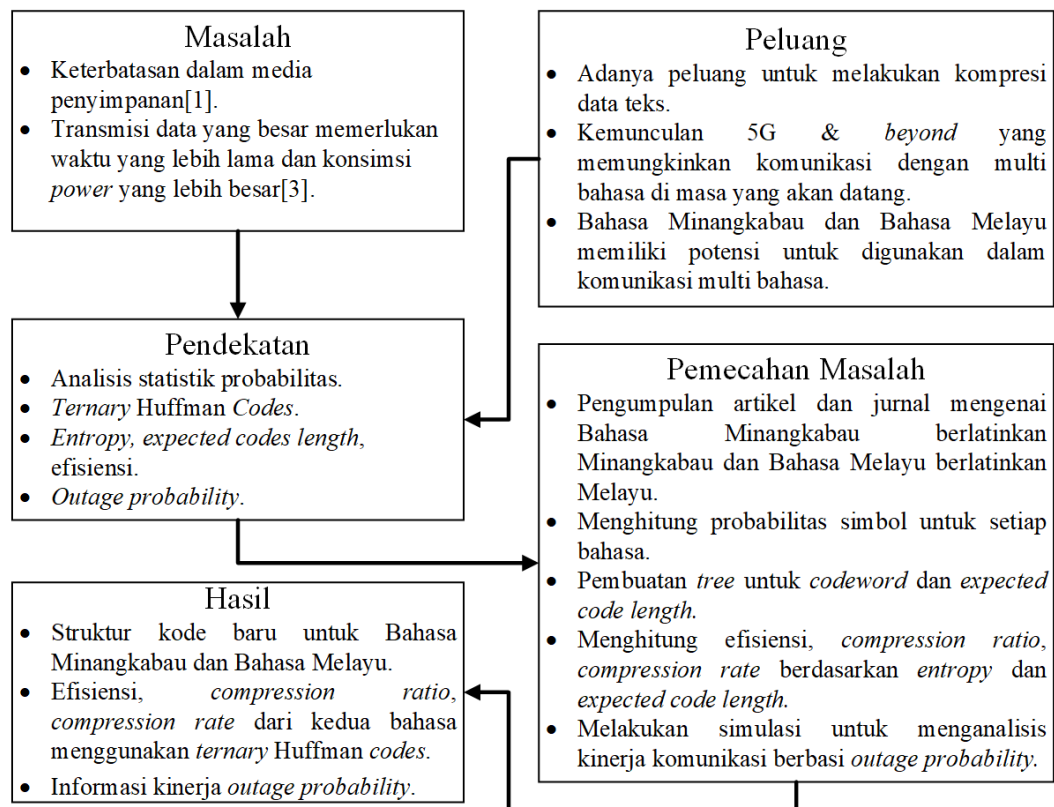 Masalah
• Keterbatasan dalam media
penyimpanan[1].
• Transmisi data yang besar memerlukan
waktu yang lebih lama dan konsimsi
power yang lebih besar[3].
Peluang
• Adanya peluang untuk melakukan kompresi
data teks.
• Kemunculan 5G & beyond yang
memungkinkan komunikasi dengan multi
bahasa di masa yang akan datang.
• Bahasa Minangkabau dan Bahasa Melayu
memiliki potensi untuk digunakan dalam
komunikasi multi bahasa.
Pendekatan
• Analisis statistik probabilitas.
• Ternary Huffman Codes.
• Entropy, expected codes length,
efisiensi.
• Outage probability.
Pemecahan Masalah
• Pengumpulan artikel dan jurnal mengenai
Bahasa Minangkabau berlatinkan
Minangkabau dan Bahasa Melayu berlatinkan
Melayu.
• Menghitung probabilitas simbol untuk setiap
bahasa.
• Pembuatan tree untuk codeword dan expected
code length.
• Menghitung efisiensi, compression ratio,
compression rate berdasarkan entropy dan
expected code length.
• Melakukan simulasi untuk menganalisis
kinerja komunikasi berbasi outage probability.
Hasil
• Struktur kode baru untuk Bahasa
Minangkabau dan Bahasa Melayu.
• Efisiensi, compression ratio,
compression rate dari kedua bahasa
menggunakan ternary Huffman codes.
• Informasi kinerja outage probability.